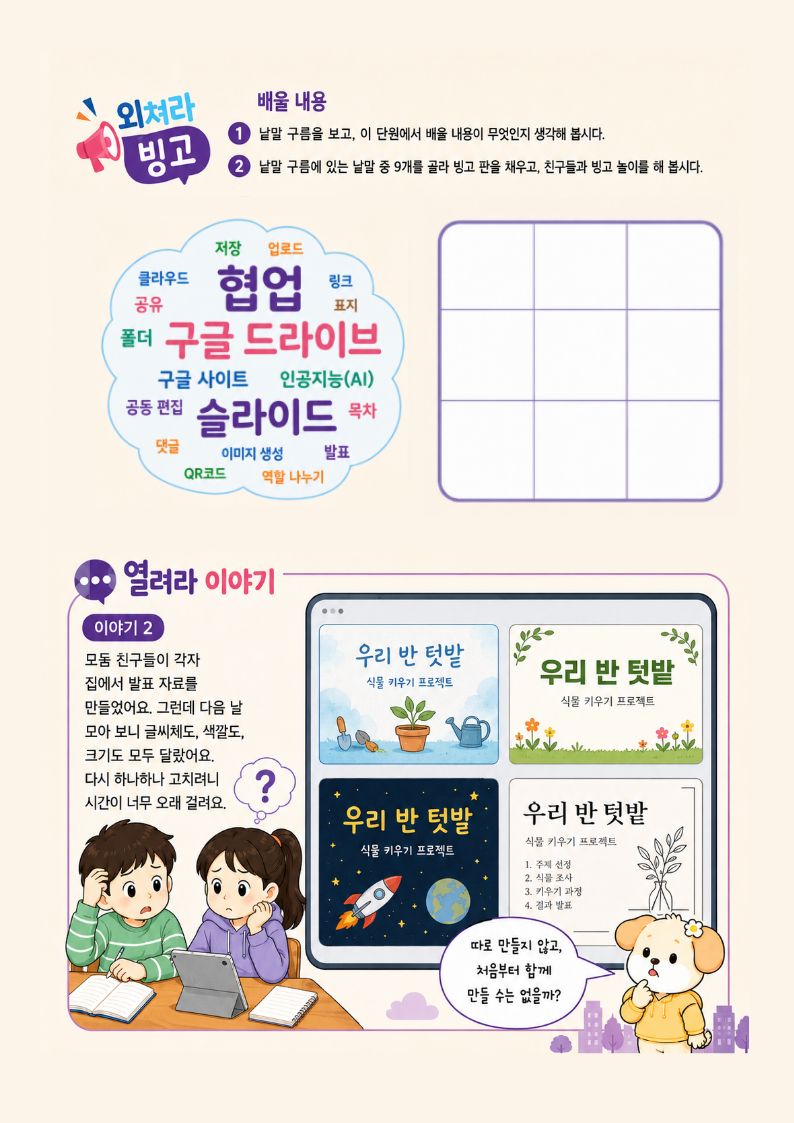 외쳐라
빙고
배울 내용
1 낱말 구름을 보고, 이 단원에서 배울 내용이 무엇인지 생각해 봅시다.
2 낱말 구름에 있는 낱말 중 9개를 골라 빙고 판을 채우고, 친구들과 빙고 놀이를 해 봅시다.
저장 업로드
클라우드 협업 링크
공유 표지
폴더 구글 드라이브
구글 사이트 인공지능(AI)
공동 편집 슬라이드 목차
댓글 이미지 생성 발표
QR코드 역할 나누기
열려라 이야기
이야기 2
모둠 친구들이 각자
집에서 발표 자료를
만들었어요. 그런데 다음 날
모아 보니 글씨체도, 색깔도,
크기도 모두 달랐어요.
다시 하나하나 고치려니
시간이 너무 오래 걸려요.
?
우리 반 텃밭
식물 키우기 프로젝트
우리 반 텃밭
식물 키우기 프로젝트
우리 반 텃밭
식물 키우기 프로젝트
우리 반 텃밭
식물 키우기 프로젝트
1. 주제 선정
2. 식물 조사
3. 키우기 과정
4. 결과 발표
따로 만들지 않고,
처음부터 함께
만들 수는 없을까?